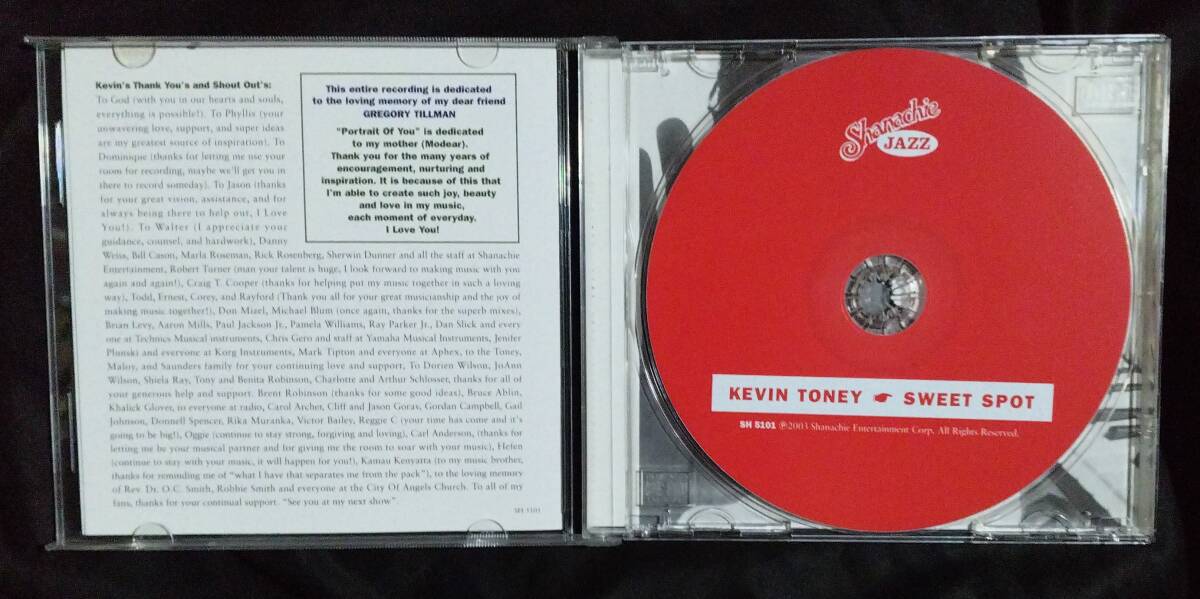 Kevin's Thank You's and Shout Out's:
To God (with you in our hearts and souls,
everything is possible!). To Phyllis (your
unwavering love, support, and super ideas
are my greatest source of inspiration). To
Dominique (thanks for letting me use your
room for recording, maybe we'll get you in
there to record someday). To Jason (thanks
for your great vision, assistance, and for
always being there to help out, I Love
You!). To Walter (I appreciate your
guidance, counsel, and hardwork), Danny
Weiss, Bill Cason, Marla Roseman, Rick Rosenberg, Sherwin Dunner and all the staff at Shanachie
Entertainment, Robert Turner (man your talent is huge, I look forward to making music with you
again and again!), Craig T. Cooper (thanks for helping put my music together in such a loving
way), Todd, Ernest, Corey, and Rayford (Thank you all for your great musicianship and the joy of
making music together!), Don Mizel, Michael Blum (once again, thanks for the superb mixes),
Brian Levy, Aaron Mills, Paul Jackson Jr., Pamela Williams, Ray Parker Jr., Dan Slick and every
one at Technics Musical instruments, Chris Gero and staff at Yamaha Musical Instruments, Jenifer
Plunski and everyone at Korg Instruments, Mark Tipton and everyone at Aphex, to the Toney,
Maloy, and Saunders family for your continuing love and support, To Dorien Wilson, JoAnn
Wilson, Shiela Ray, Tony and Benita Robinson, Charlotte and Arthur Schlosser, thanks for all of
your generous help and support. Brent Robinson (thanks for some good ideas), Bruce Ablin,
Khalick Glover, to everyone at radio, Carol Archer, Cliff and Jason Goras, Gordan Campbell, Gail
Johnson, Donnell Spencer, Rika Muranka, Victor Bailey, Reggie C (your time has come and it's
going to be big!), Oggie (continue to stay strong, forgiving and loving), Carl Anderson, (thanks for
letting me be your musical partner and for giving me the room to soar with your music), Helen
(continue to stay with your music, it will happen for you!), Kamau Kenyatta (to my music brother,
thanks for reminding me of "what I have that separates me from the pack"), to the loving memory
of Rev. Dr. O.C. Smith, Robbie Smith and everyone at the City Of Angels Church. To all of my
fans, thanks for your continual support. "See you at my next show"
SH 5101
This entire recording is dedicated
to the loving memory of my dear friend
GREGORY TILLMAN
"Portrait Of You" is dedicated
to my mother (Modear).
Thank you for the many years of
encouragement, nurturing and
inspiration. It is because of this that
I'm able to create such joy, beauty
and love in my music,
each moment of everyday.
I Love You!
Shanachie
JAZZ
KEVIN TONEY ☛ SWEET SPOT
SH 5101 ℗2003 Shanachie Entertainment Corp. All Rights Reserved.